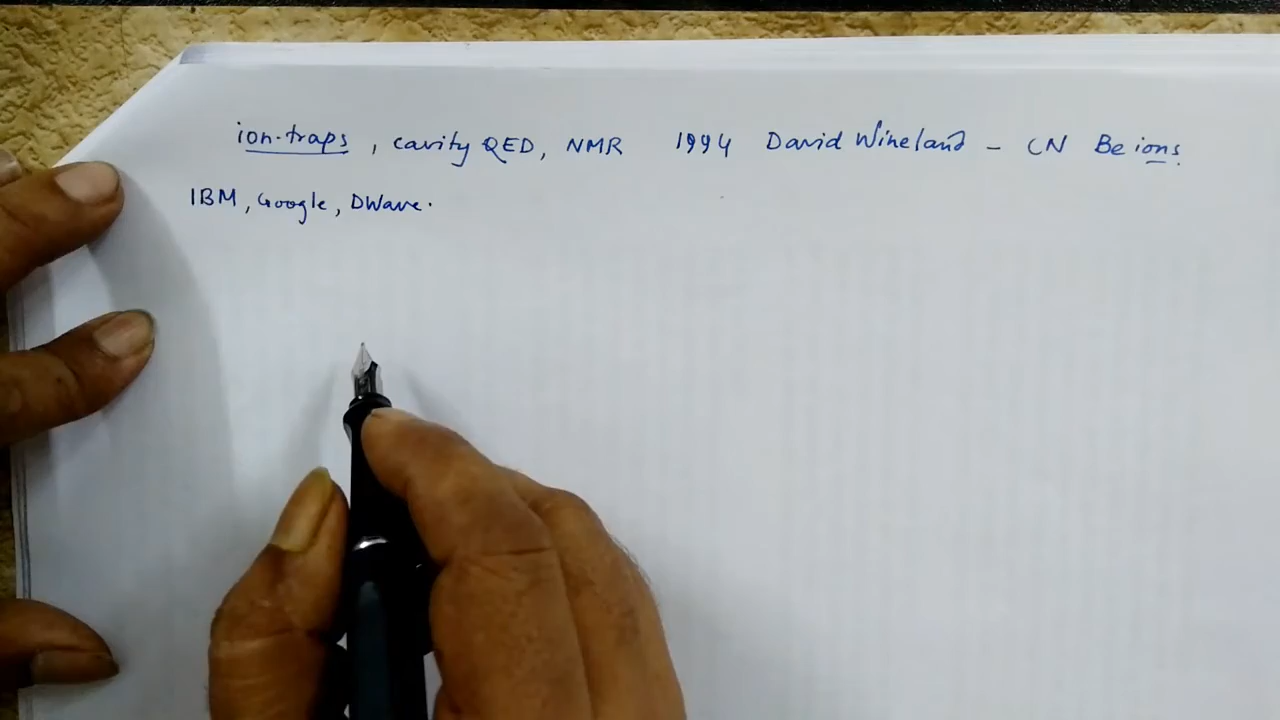 ion-traps, cavity QED, NMR 1994 David Wineland - CN Be ions.
IBM, Google, DWave.